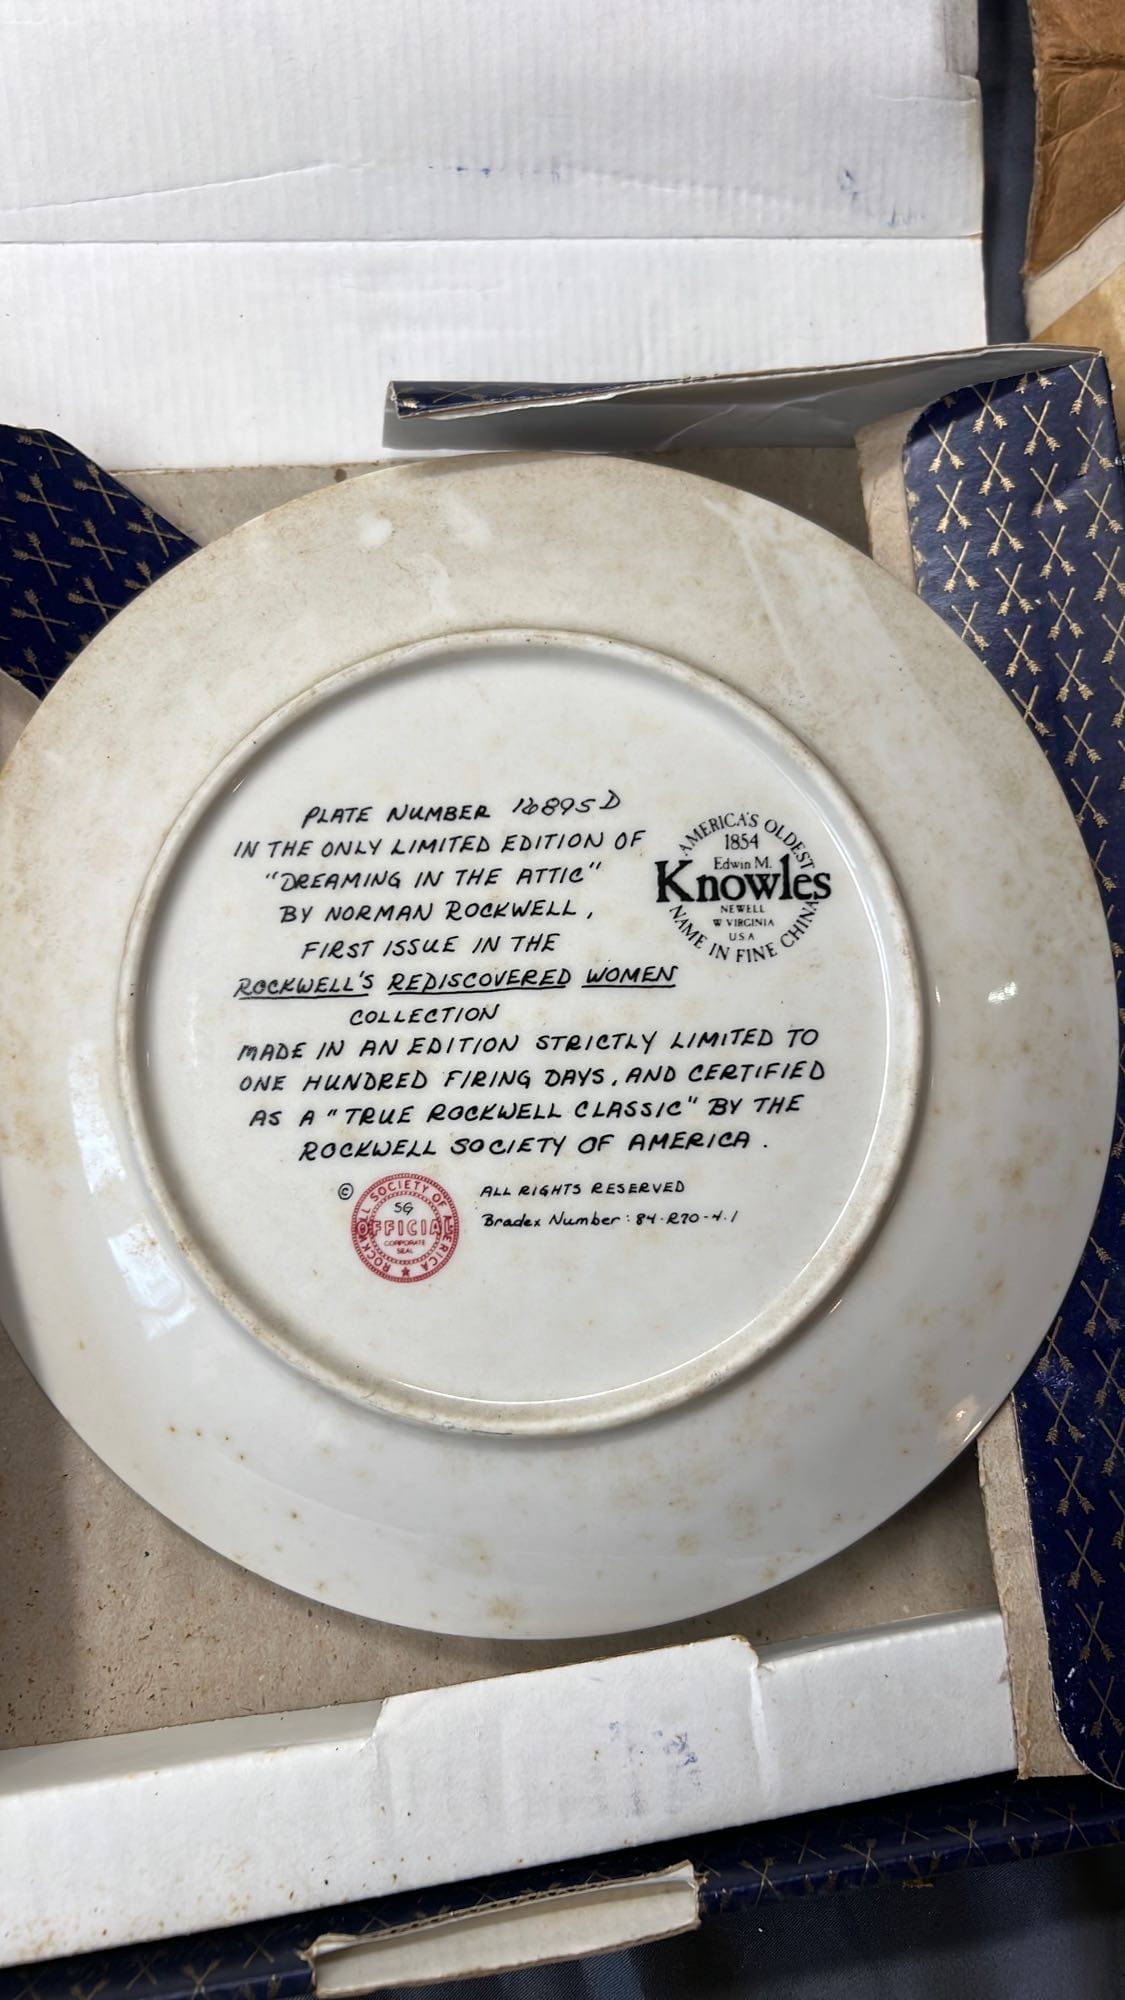 PLATE NUMBER 16895D
IN THE ONLY LIMITED EDITION OF
"DREAMING IN THE ATTIC"
BY NORMAN ROCKWELL,
FIRST ISSUE IN THE
ROCKWELL'S REDISCOVERED WOMEN
COLLECTION
MADE IN AN EDITION STRICTLY LIMITED TO
ONE HUNDRED FIRING DAYS, AND CERTIFIED
AS A "TRUE ROCKWELL CLASSIC" BY THE
ROCKWELL SOCIETY OF AMERICA.
AMERICA'S OLDEST
1854
Edwin M.
Knowles
NEWELL
W VIRGINIA
USA
NAME IN FINE CHINA
©
ROCKWELL SOCIETY OF AMERICA
SG
OFFICIAL
CORPORATE
SEAL
ALL RIGHTS RESERVED
Bradex Number: 84-R70-4.1